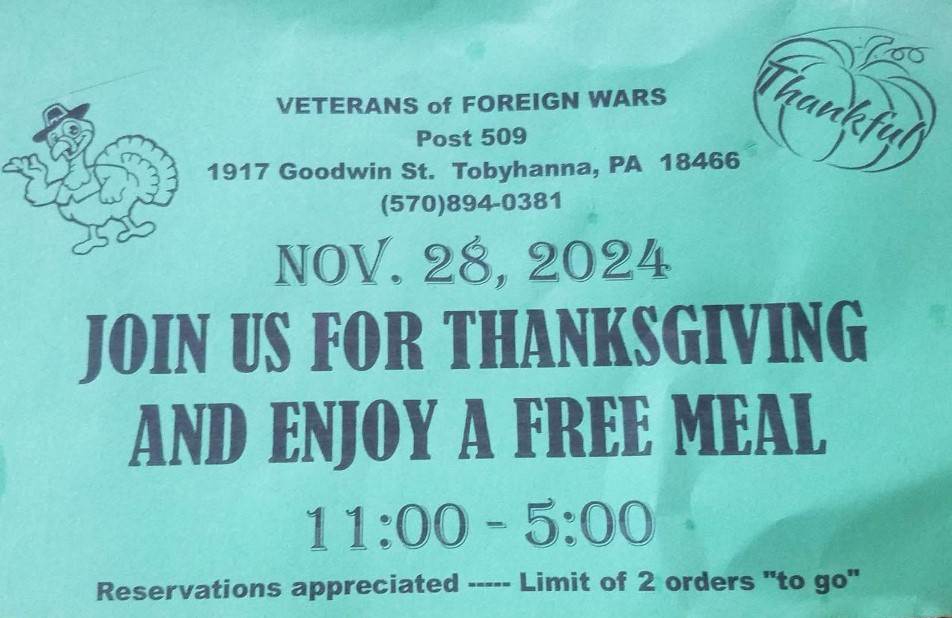 VETERANS of FOREIGN WARS
Thankful
Post 509
1917 Goodwin St. Tobyhanna, PA 18466
(570)894-0381
NOV. 28, 2024
JOIN US FOR THANKSGIVING
AND ENJOY A FREE MEAL
11:00 - 5:00
Reservations appreciated ----- Limit of 2 orders "to go"